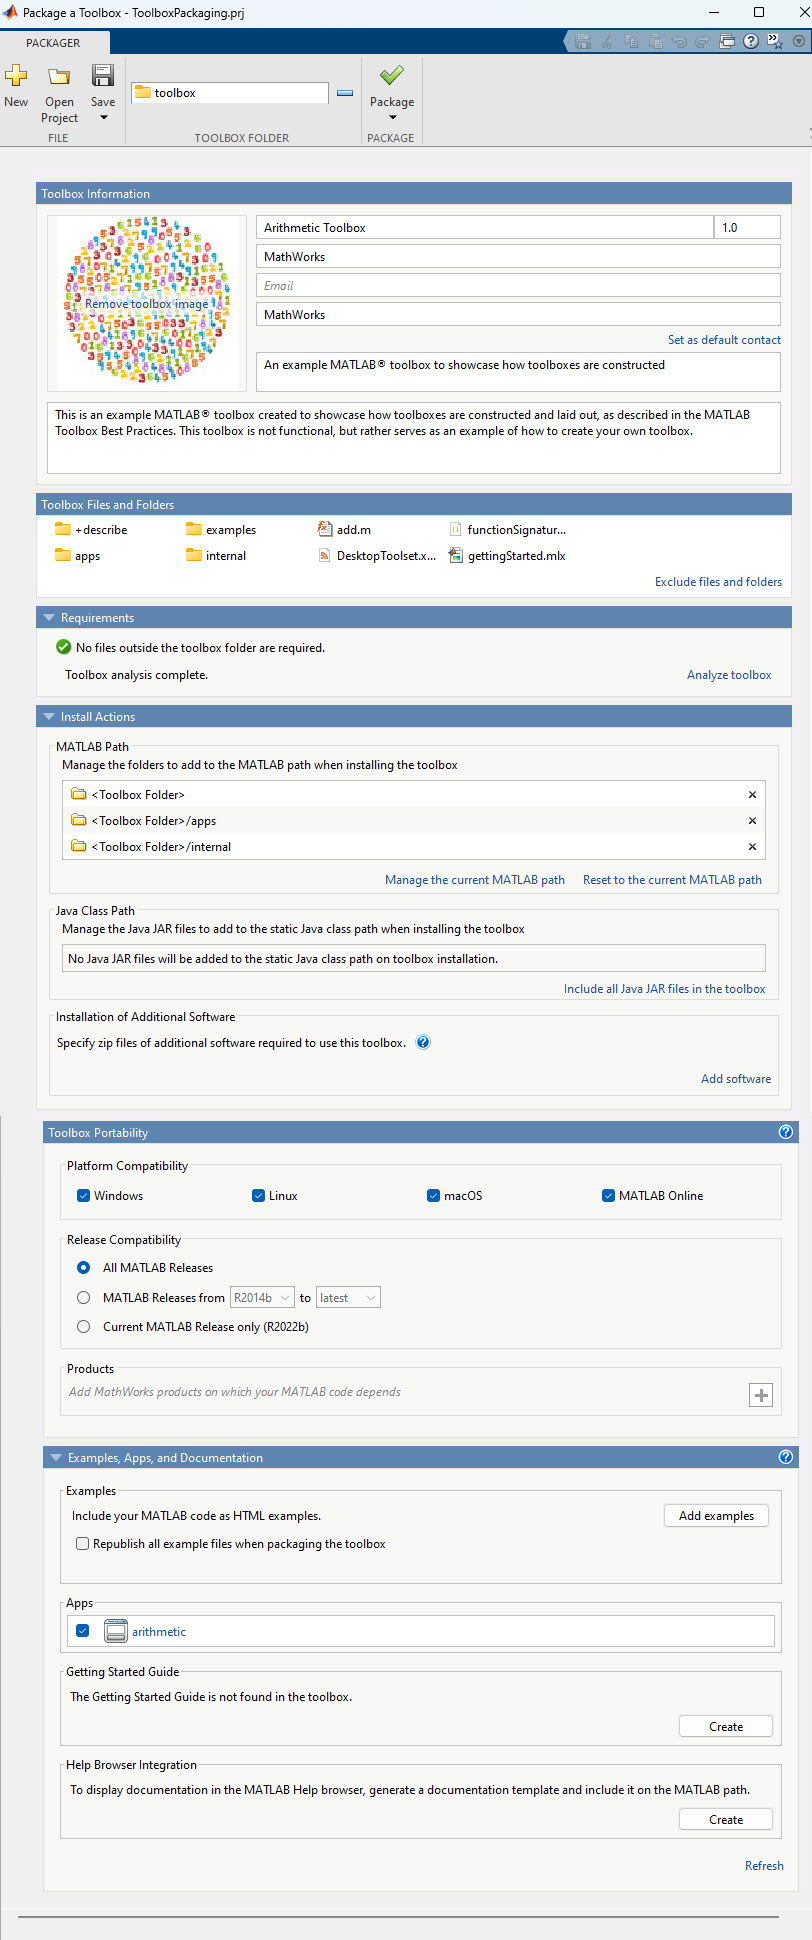 Package a Toolbox - ToolboxPackaging.prj
PACKAGER
New
Open Project
Save
toolbox
Package
FILE
TOOLBOX FOLDER
PACKAGE
Toolbox Information
Remove toolbox image
Arithmetic Toolbox
1.0
MathWorks
Email
MathWorks
Set as default contact
An example MATLAB® toolbox to showcase how toolboxes are constructed
This is an example MATLAB® toolbox created to showcase how toolboxes are constructed and laid out, as described in the MATLAB
Toolbox Best Practices. This toolbox is not functional, but rather serves as an example of how to create your own toolbox.
Toolbox Files and Folders
+describe
examples
add.m
functionSignatur...
apps
internal
DesktopToolset.x...
gettingStarted.mlx
Exclude files and folders
Requirements
No files outside the toolbox folder are required.
Toolbox analysis complete.
Analyze toolbox
Install Actions
MATLAB Path
Manage the folders to add to the MATLAB path when installing the toolbox
<Toolbox Folder>
<Toolbox Folder>/apps
<Toolbox Folder>/internal
Manage the current MATLAB path
Reset to the current MATLAB path
Java Class Path
Manage the Java JAR files to add to the static Java class path when installing the toolbox
No Java JAR files will be added to the static Java class path on toolbox installation.
Include all Java JAR files in the toolbox
Installation of Additional Software
Specify zip files of additional software required to use this toolbox.
Add software
Toolbox Portability
Platform Compatibility
Windows
Linux
macOS
MATLAB Online
Release Compatibility
All MATLAB Releases
MATLAB Releases from R2014b to latest
Current MATLAB Release only (R2022b)
Products
Add MathWorks products on which your MATLAB code depends
Examples, Apps, and Documentation
Examples
Include your MATLAB code as HTML examples.
Add examples
Republish all example files when packaging the toolbox
Apps
arithmetic
Getting Started Guide
The Getting Started Guide is not found in the toolbox.
Create
Help Browser Integration
To display documentation in the MATLAB Help browser, generate a documentation template and include it on the MATLAB path.
Create
Refresh